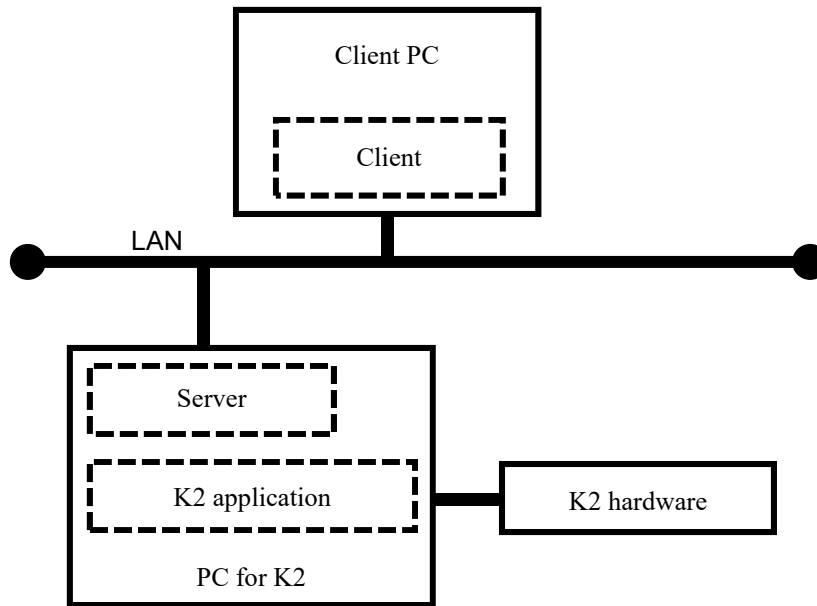 Client PC
Client
LAN
Server
K2 application
K2 hardware
PC for K2